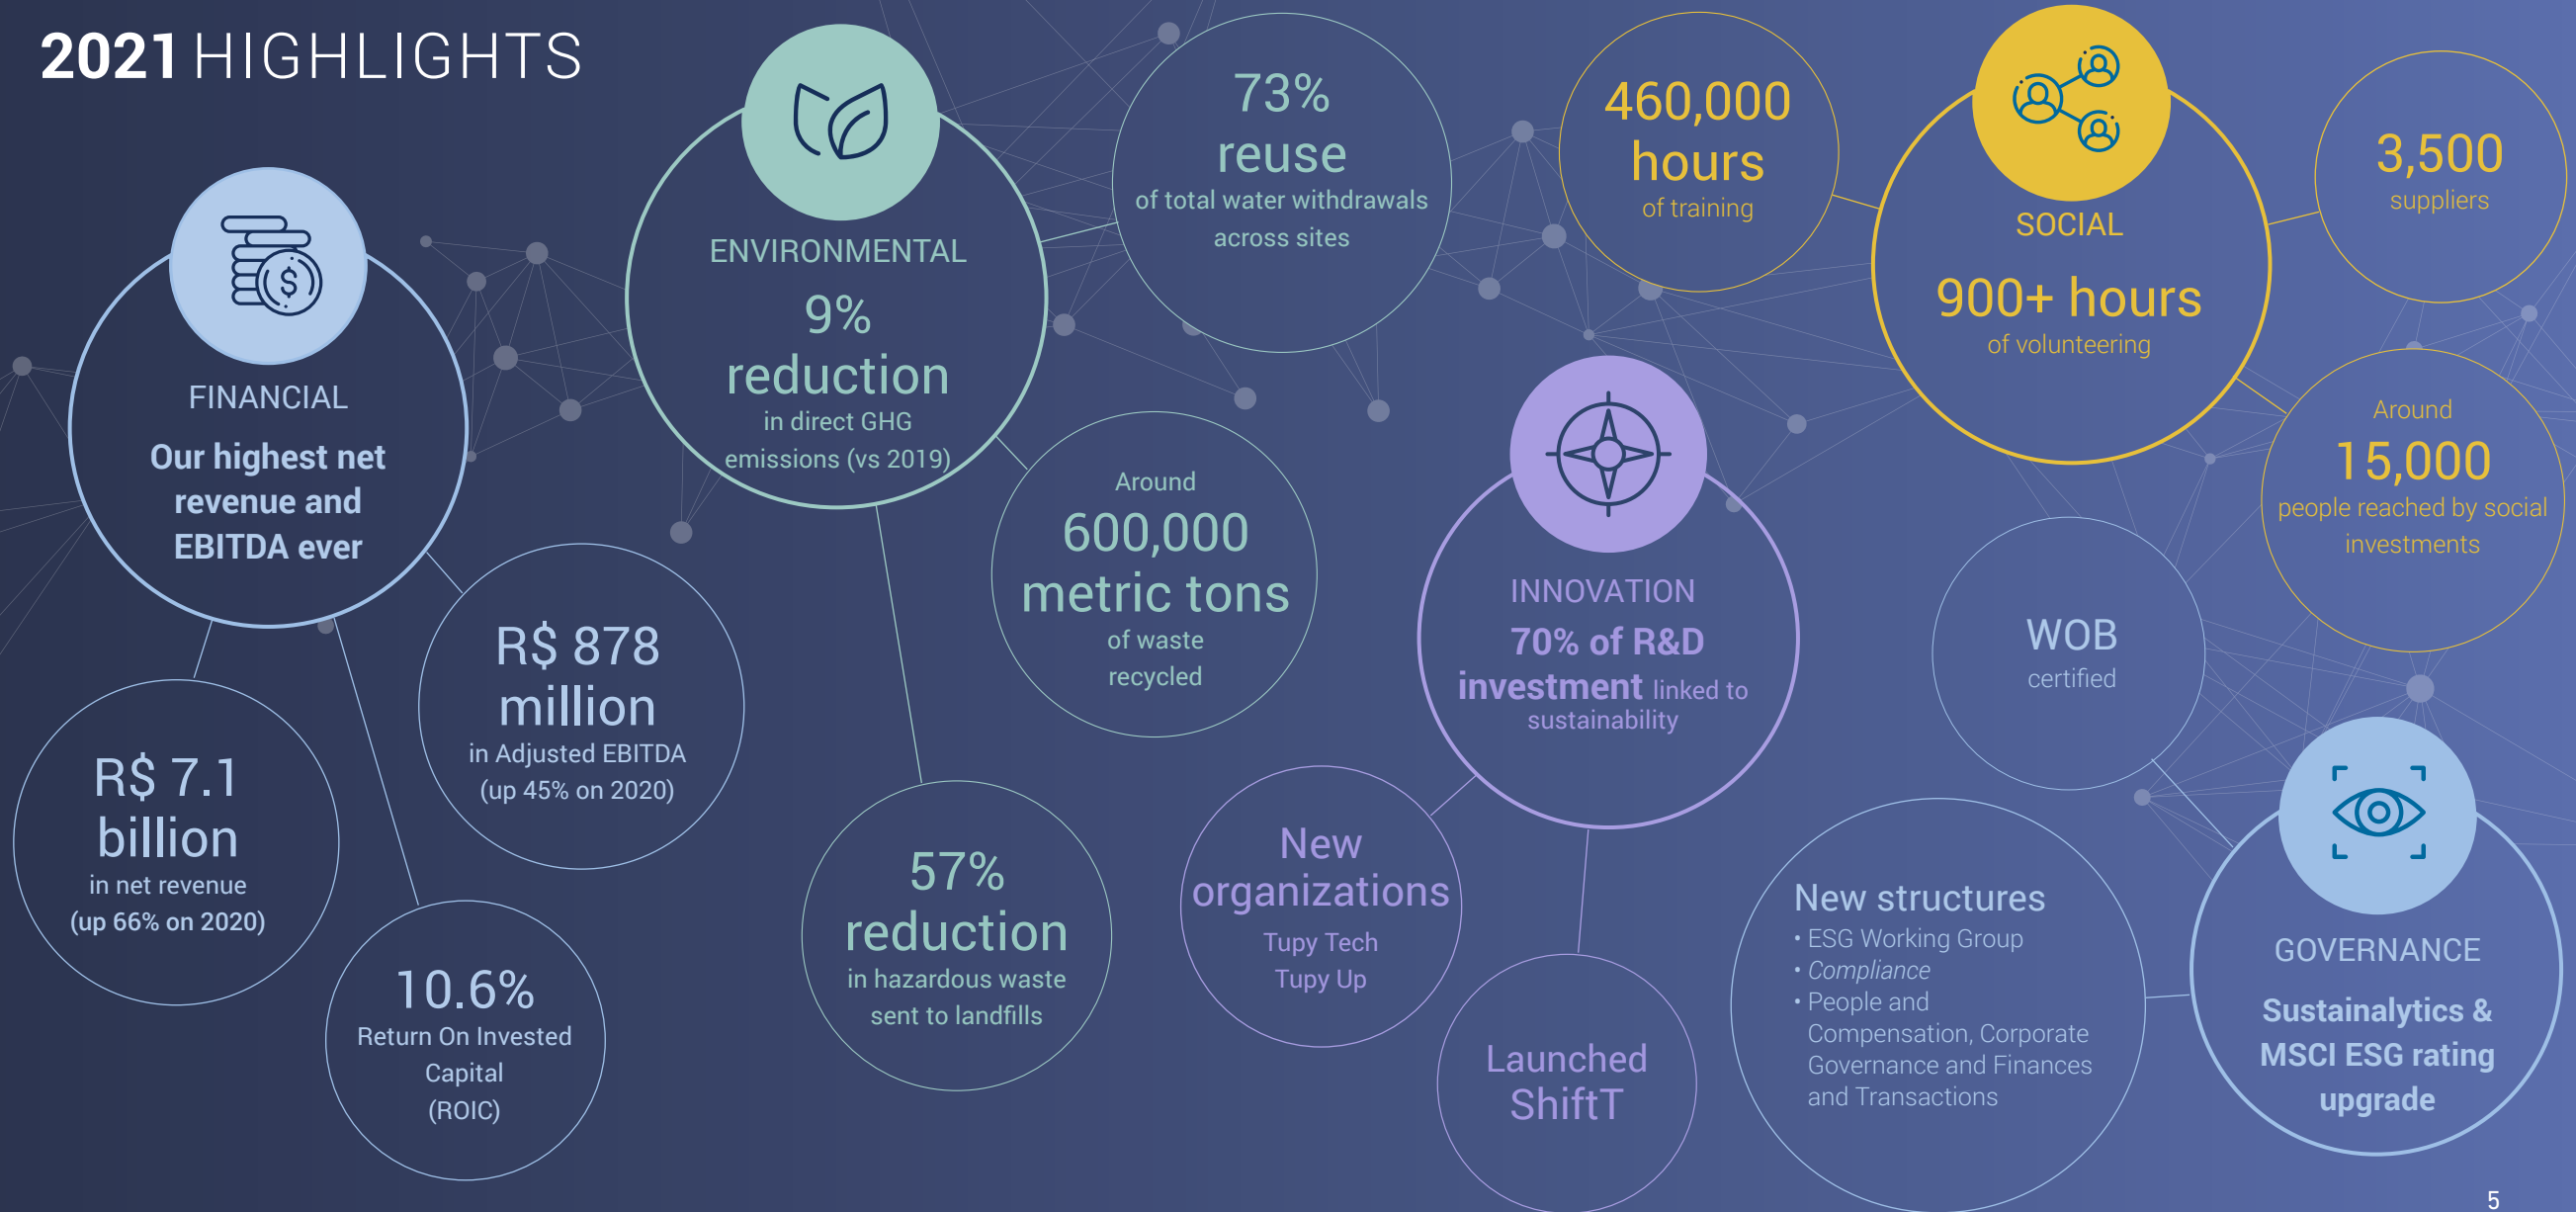 2021 HIGHLIGHTS
FINANCIAL
Our highest net
revenue and
EBITDA ever
R$ 7.1
billion
in net revenue
(up 66% on 2020)
R$ 878
million
in Adjusted EBITDA
(up 45% on 2020)
10.6%
Return On Invested
Capital
(ROIC)
ENVIRONMENTAL
9%
reduction
in direct GHG
emissions (vs 2019)
73%
reuse
of total water withdrawals
across sites
Around
600,000
metric tons
of waste
recycled
57%
reduction
in hazardous waste
sent to landfills
INNOVATION
70% of R&D
investment linked to
sustainability
New
organizations
Tupy Tech
Tupy Up
Launched
ShiftT
SOCIAL
900+ hours
of volunteering
460,000
hours
of training
3,500
suppliers
Around
15,000
people reached by social
investments
GOVERNANCE
Sustainalytics &
MSCI ESG rating
upgrade
WOB
certified
New structures
• ESG Working Group
• Compliance
• People and
Compensation, Corporate
Governance and Finances
and Transactions
5